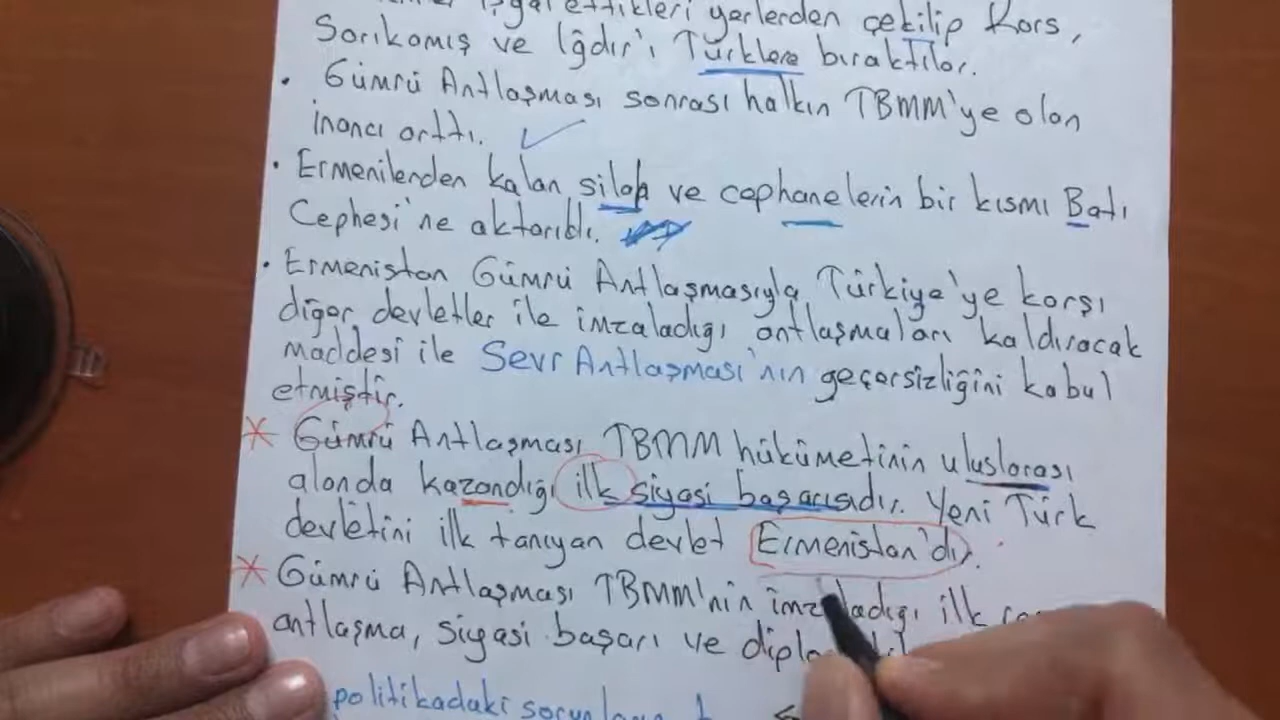 işgal ettikleri yerlerden çekilip Kars,
Sarıkamış ve Iğdır'ı Türklere bıraktılar.
• Gümrü Antlaşması sonrası halkın TBMM'ye olan
inancı arttı.
• Ermenilerden kalan silah ve cephanelerin bir kısmı Batı
Cephesi'ne aktarıldı.
• Ermenistan Gümrü Antlaşmasıyla Türkiye'ye karşı
diğer devletler ile imzaladığı antlaşmaları kaldıracak
maddesi ile Sevr Antlaşması'nın geçersizliğini kabul
etmiştir.
* Gümrü Antlaşması TBMM hükümetinin uluslarası
alanda kazandığı ilk siyasi başarısıdır. Yeni Türk
devletini ilk tanıyan devlet Ermenistan'dır.
* Gümrü Antlaşması TBMM'nin imzaladığı ilk
antlaşma, siyasi başarı ve
politikadaki